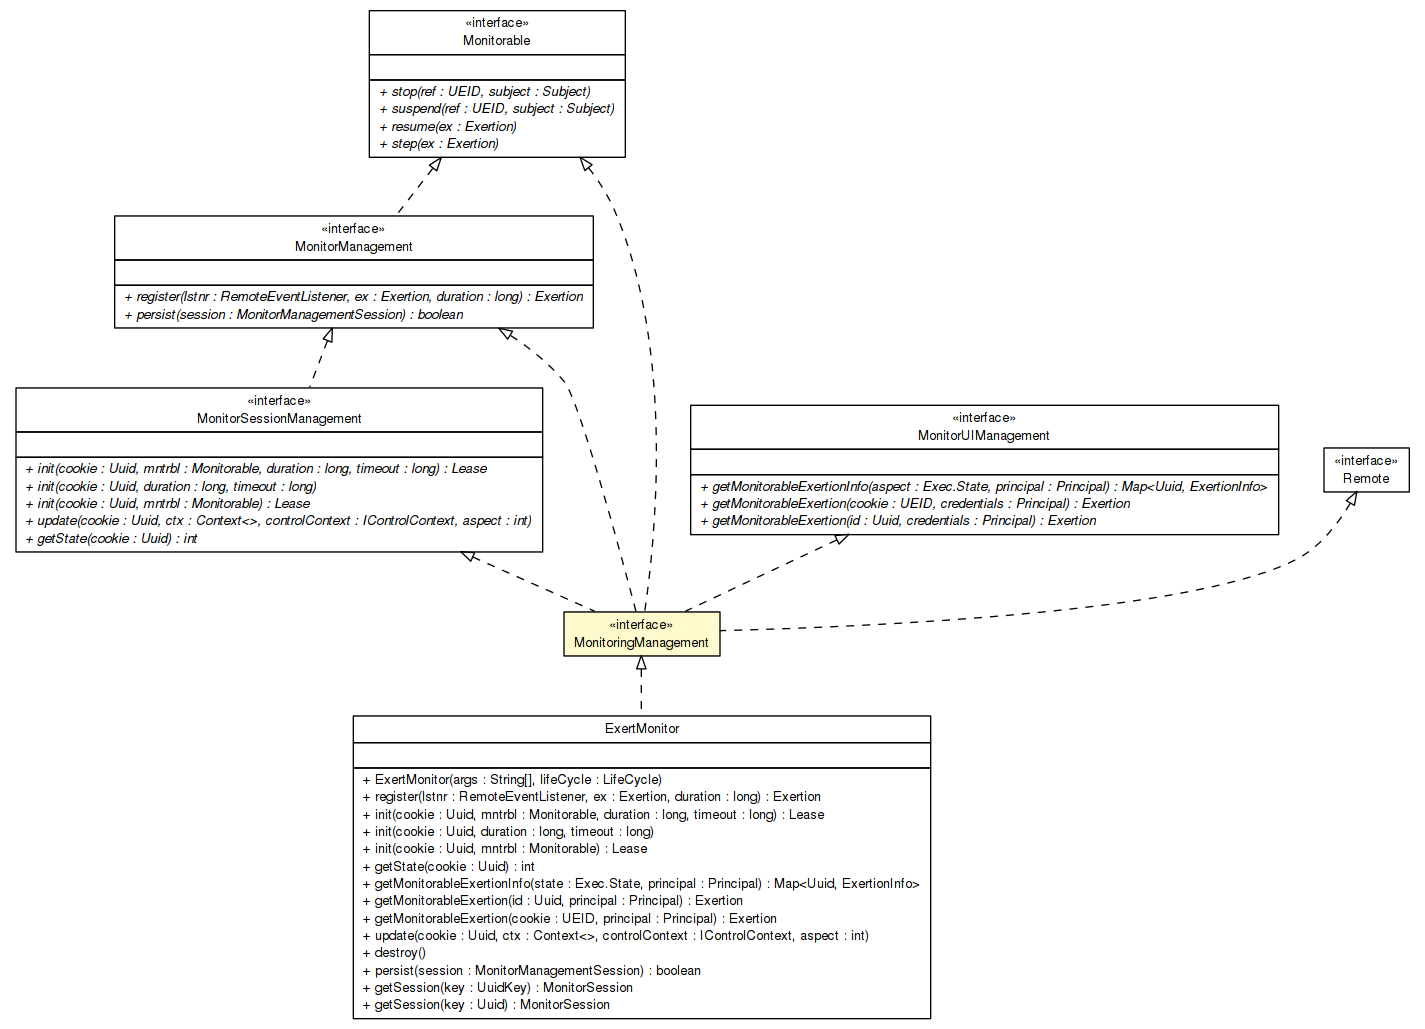 «interface»
Monitorable
+ stop(ref : UEID, subject : Subject)
+ suspend(ref : UEID, subject : Subject)
+ resume(ex : Exertion)
+ step(ex : Exertion)
«interface»
MonitorManagement
+ register(lstnr : RemoteEventListener, ex : Exertion, duration : long) : Exertion
+ persist(session : MonitorManagementSession) : boolean
«interface»
MonitorSessionManagement
+ init(cookie : Uuid, mntrbl : Monitorable, duration : long, timeout : long) : Lease
+ init(cookie : Uuid, duration : long, timeout : long)
+ init(cookie : Uuid, mntrbl : Monitorable) : Lease
+ update(cookie : Uuid, ctx : Context<>, controlContext : IControlContext, aspect : int)
+ getState(cookie : Uuid) : int
«interface»
MonitorUIManagement
+ getMonitorableExertionInfo(aspect : Exec.State, principal : Principal) : Map<Uuid, ExertionInfo>
+ getMonitorableExertion(cookie : UEID, credentials : Principal) : Exertion
+ getMonitorableExertion(id : Uuid, credentials : Principal) : Exertion
«interface»
Remote
«interface»
MonitoringManagement
ExertMonitor
+ ExertMonitor(args : String[], lifeCycle : LifeCycle)
+ register(lstnr : RemoteEventListener, ex : Exertion, duration : long) : Exertion
+ init(cookie : Uuid, mntrbl : Monitorable, duration : long, timeout : long) : Lease
+ init(cookie : Uuid, duration : long, timeout : long)
+ init(cookie : Uuid, mntrbl : Monitorable) : Lease
+ getState(cookie : Uuid) : int
+ getMonitorableExertionInfo(state : Exec.State, principal : Principal) : Map<Uuid, ExertionInfo>
+ getMonitorableExertion(id : Uuid, principal : Principal) : Exertion
+ getMonitorableExertion(cookie : UEID, principal : Principal) : Exertion
+ update(cookie : Uuid, ctx : Context<>, controlContext : IControlContext, aspect : int)
+ destroy()
+ persist(session : MonitorManagementSession) : boolean
+ getSession(key : UuidKey) : MonitorSession
+ getSession(key : Uuid) : MonitorSession